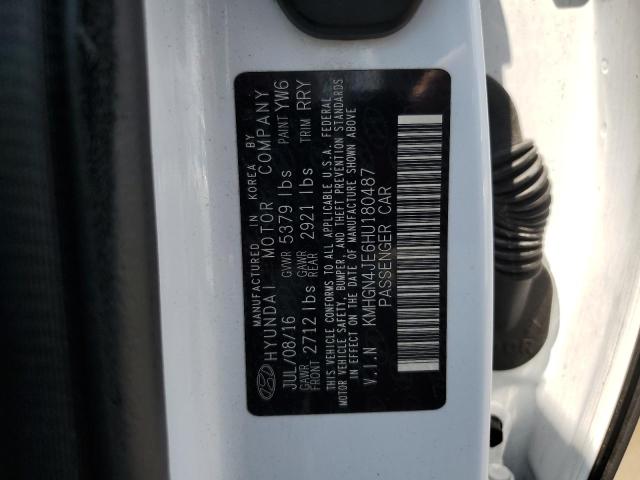 MANUFACTURED IN KOREA BY
HYUNDAI MOTOR COMPANY
JUL/08/16 GVWR 5379 lbs PAINT YW6
GAWR FRONT 2712 lbs GAWR REAR 2921 lbs TRIM RRY
THIS VEHICLE CONFORMS TO ALL APPLICABLE U.S.A. FEDERAL
MOTOR VEHICLE SAFETY, BUMPER, AND THEFT PREVENTION STANDARDS
IN EFFECT ON THE DATE OF MANUFACTURE SHOWN ABOVE
V.I.N KMHGN4JE6HU180487
PASSENGER CAR